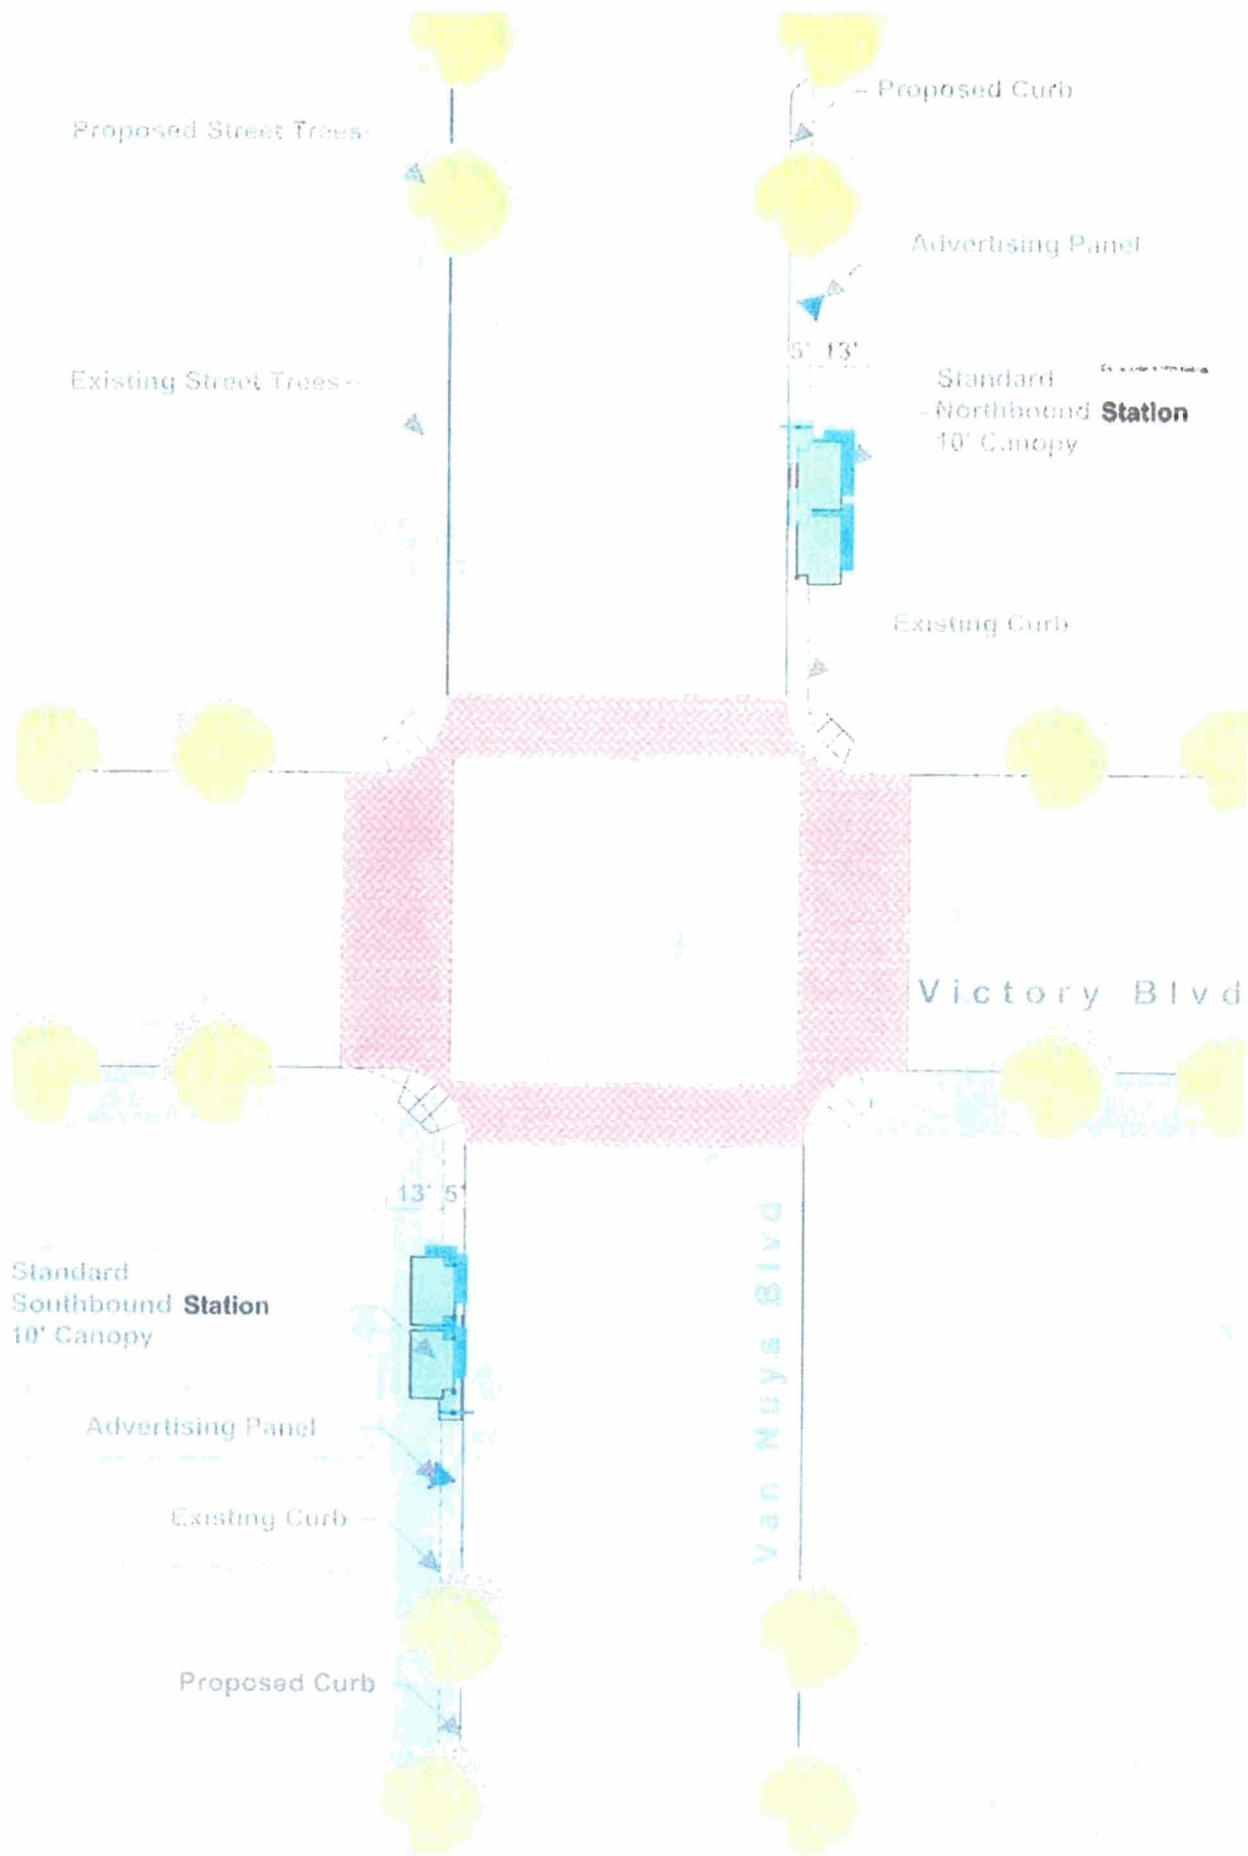 Proposed Curb
Proposed Street Trees
Advertising Panel
5' 13'
Existing Street Trees
Standard
Northbound Station
10' Canopy
Existing Curb
Victory Blvd
13' 5'
Van Nuys Blvd
Standard
Southbound Station
10' Canopy
Advertising Panel
Existing Curb
Proposed Curb